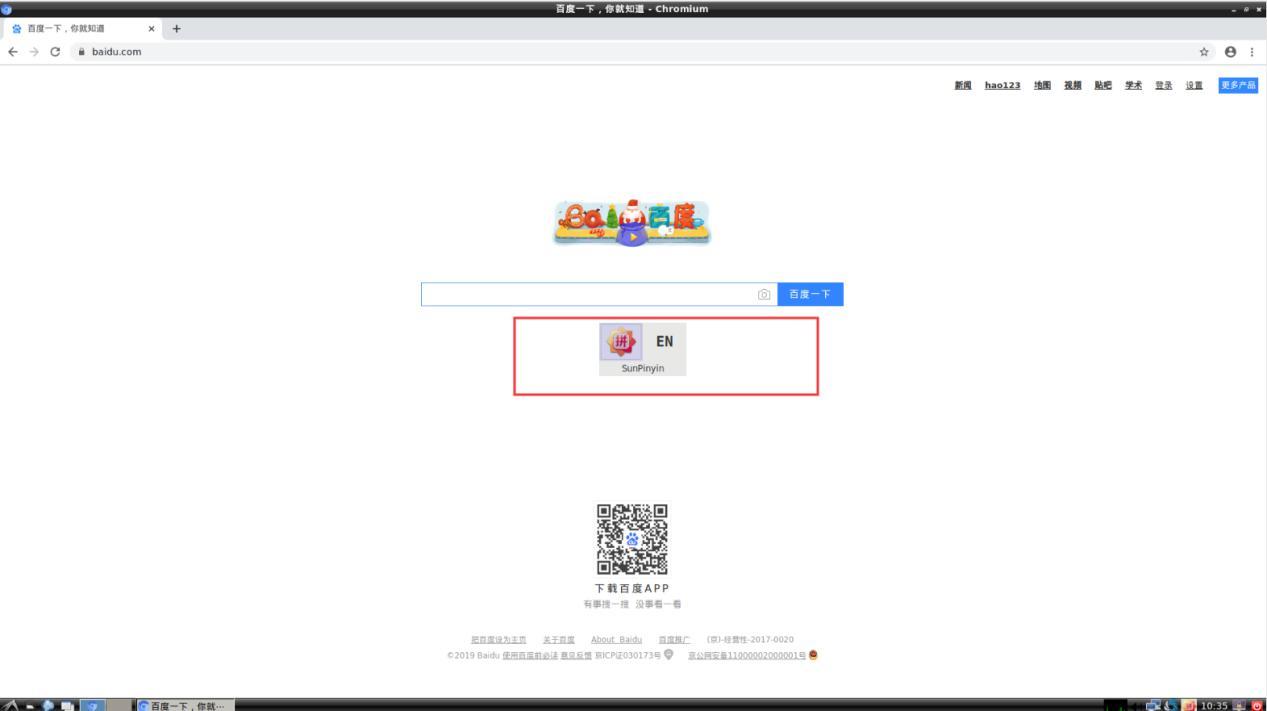 百度一下，你就知道 - Chromium
百度一下，你就知道
baidu.com
新闻 hao123 地图 视频 贴吧 学术 登录 设置 更多产品
Bai 百度
百度一下
拼 EN
SunPinyin
下载百度APP
有事搜一搜 没事看一看
把百度设为主页 关于百度 About Baidu 百度推广 (京)-经营性-2017-0020
©2019 Baidu 使用百度前必读 意见反馈 京ICP证030173号 京公网安备11000002000001号
百度一下，你就… 10:35